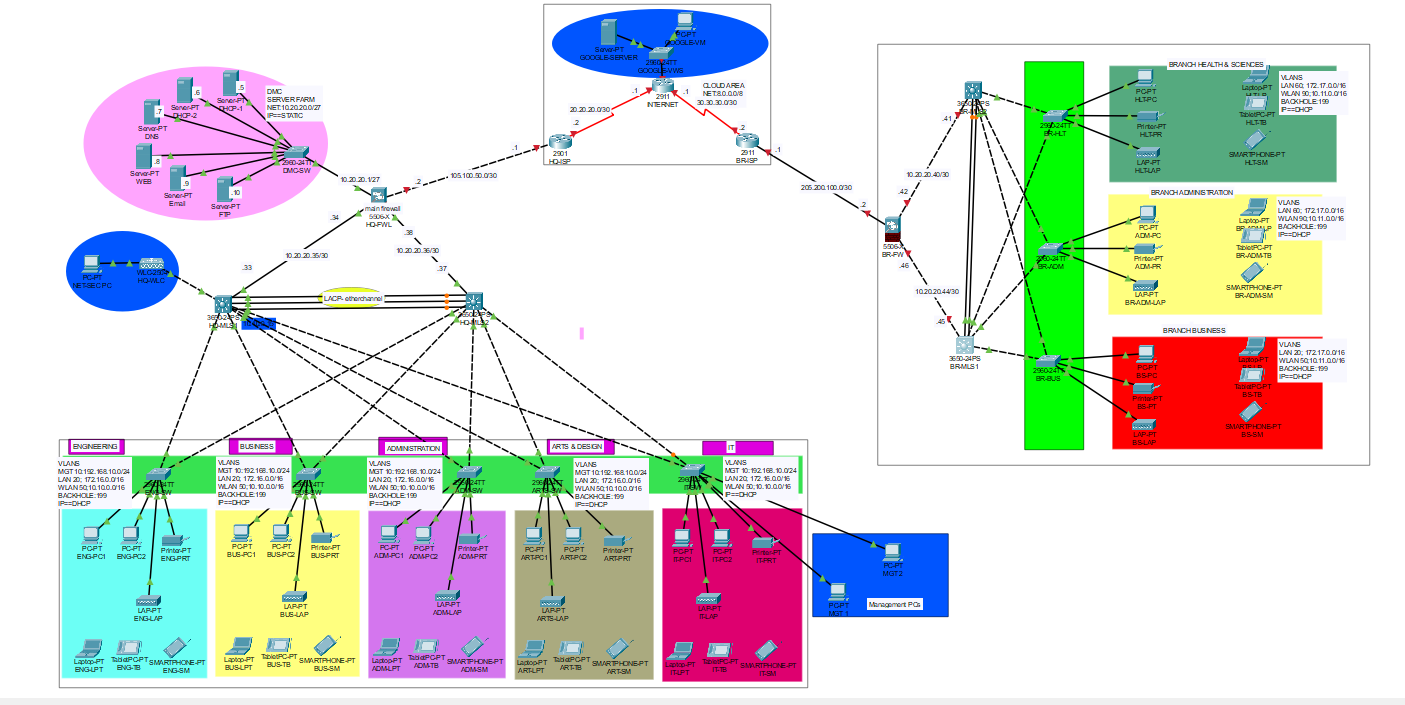 Server-PT
GOOGLE-SERVER
PC-PT
GOOGLE-VM
2960-24TT
2911
INTERNET
.1
.1
CLOUD AREA
NET:8.0.0.0/8
30.30.30.0/30
20.20.20.0/30
.2
.2
2901
HQ-ISP
2911
BR-ISP
.1
.1
105.100.50.0/30
205.200.100.0/30
.2
.2
DMC
SERVER FARM
NET:10.20.20.0/27
IP==STATIC
.5
Server-PT
DHCP-1
.6
Server-PT
DHCP-2
.7
Server-PT
DNS
.8
Server-PT
WEB
.9
Server-PT
Email
.10
Server-PT
FTP
2960-24TT
DMC-SW
10.20.20.1/27
main firewall
5506-X
HQ-FWL
.34
.38
10.20.20.35/30
10.20.20.36/30
.33
.37
PC-PT
HQ-WLC
LACP- etherchannel
3650-24PS
HQ-MLS2
3650-24PS
.41
10.20.20.40/30
.42
BR-FW
.46
10.20.20.44/30
.45
3650-24PS
BR-MLS1
2960-24TT
BR-HLT
2960-24TT
BR-ADM
2960-24TT
BR-BUS
BRANCH HEALTH & SCIENCES
PC-PT
HLT-PC
Printer-PT
HLT-PR
LAP-PT
HLT-LAP
Laptop-PT
TabletPC-PT
HLT-TB
SMARTPHONE-PT
HLT-SM
VLANS
LAN 60; 172.17.0.0/16
WLAN 90;10.11.0.0/16
BACKHOLE:199
IP==DHCP
BRANCH ADMINISTRATION
PC-PT
ADM-PC
Printer-PT
ADM-PR
LAP-PT
BR-ADM-LAP
Laptop-PT
TabletPC-PT
BR-ADM-TB
SMARTPHONE-PT
BR-ADM-SM
VLANS
LAN 60; 172.17.0.0/16
WLAN 90;10.11.0.0/16
BACKHOLE:199
IP==DHCP
BRANCH BUSINESS
PC-PT
BS-PC
Printer-PT
BS-PT
LAP-PT
BS-LAP
Laptop-PT
TabletPC-PT
BS-TB
SMARTPHONE-PT
BS-SM
VLANS
LAN 20; 172.17.0.0/16
WLAN 50;10.11.0.0/16
BACKHOLE:199
IP==DHCP
ENGINEERING
BUSINESS
ADMINISTRATION
ARTS & DESIGN
IT
VLANS
MGT 10:192.168.10.0/24
LAN 20; 172.16.0.0/16
WLAN 50;10.10.0.0/16
BACKHOLE:199
IP==DHCP
2960-24TT
ENG-SW
VLANS
MGT 10:192.168.10.0/24
LAN 20; 172.16.0.0/16
WLAN 50;10.10.0.0/16
BACKHOLE:199
IP==DHCP
2960-24TT
BUS-SW
VLANS
MGT 10:192.168.10.0/24
LAN 20; 172.16.0.0/16
WLAN 50;10.10.0.0/16
BACKHOLE:199
IP==DHCP
2960-24TT
ADM-SW
2960-24TT
ARTS-SW
VLANS
MGT 10:192.168.10.0/24
LAN 20; 172.16.0.0/16
WLAN 50;10.10.0.0/16
BACKHOLE:199
IP==DHCP
VLANS
MGT 10:192.168.10.0/24
LAN 20; 172.16.0.0/16
WLAN 50;10.10.0.0/16
BACKHOLE:199
IP==DHCP
PC-PT
ENG-PC1
PC-PT
ENG-PC2
Printer-PT
ENG-PRT
LAP-PT
ENG-LAP
Laptop-PT
ENG-LPT
TabletPC-PT
ENG-TB
SMARTPHONE-PT
ENG-SM
PC-PT
BUS-PC1
PC-PT
BUS-PC2
Printer-PT
BUS-PRT
LAP-PT
BUS-LAP
Laptop-PT
BUS-LPT
TabletPC-PT
BUS-TB
SMARTPHONE-PT
BUS-SM
PC-PT
ADM-PC1
PC-PT
ADM-PC2
Printer-PT
ADM-PRT
LAP-PT
ADM-LAP
Laptop-PT
ADM-LPT
TabletPC-PT
ADM-TB
SMARTPHONE-PT
ADM-SM
PC-PT
ART-PC1
PC-PT
ART-PC2
Printer-PT
ART-PRT
LAP-PT
ARTS-LAP
Laptop-PT
ART-LPT
TabletPC-PT
ART-TB
SMARTPHONE-PT
ART-SM
PC-PT
IT-PC1
PC-PT
IT-PC2
Printer-PT
IT-PRT
LAP-PT
IT-LAP
Laptop-PT
IT-LPT
TabletPC-PT
IT-TB
SMARTPHONE-PT
IT-SM
PC-PT
MGT2
PC-PT
MGT 1
Management PCs